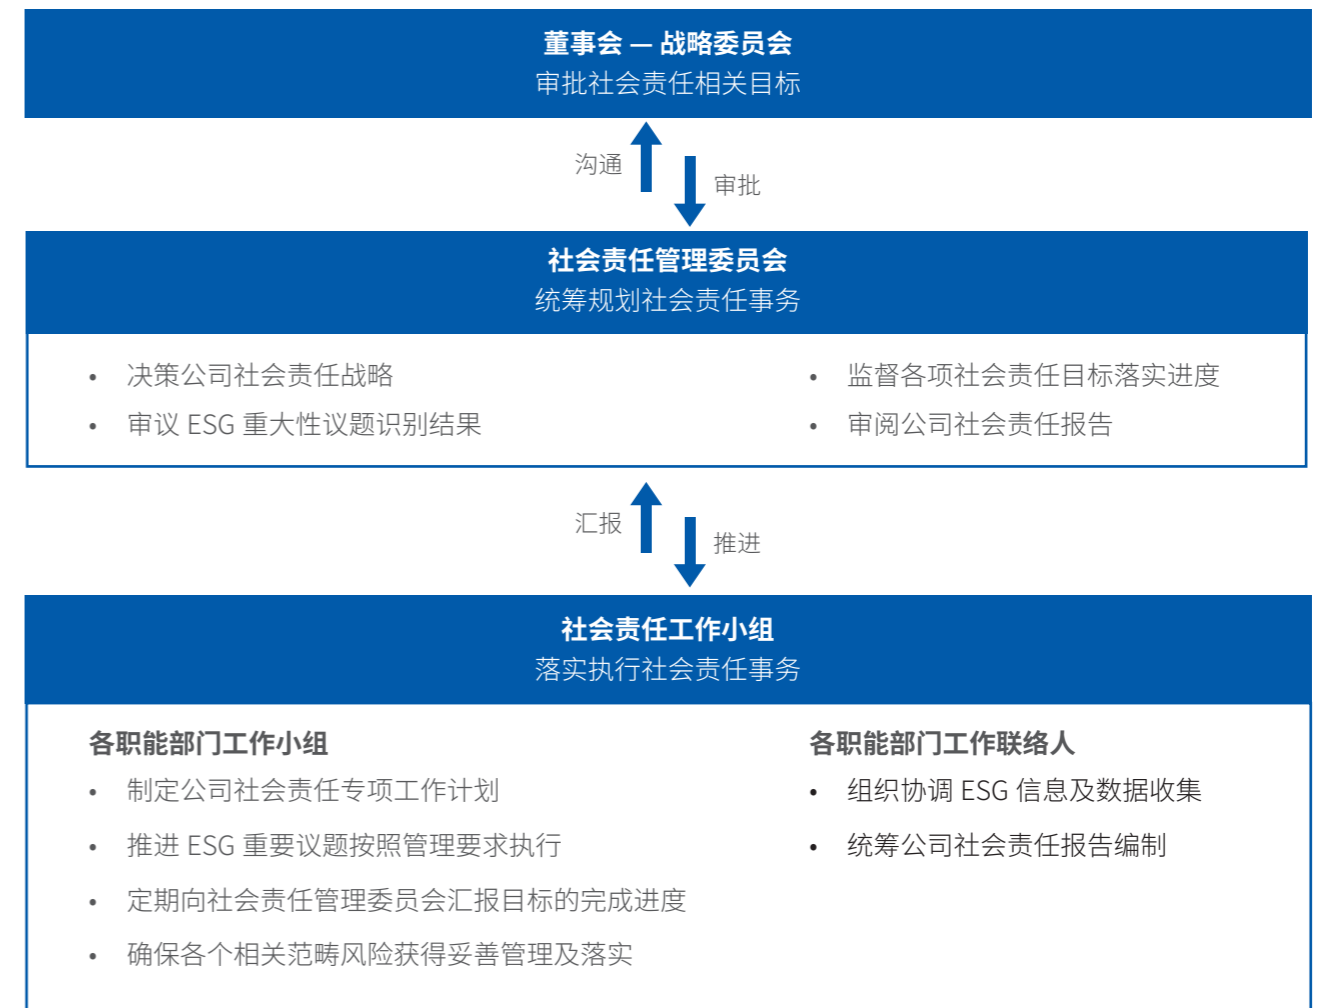 董事会 — 战略委员会
审批社会责任相关目标
沟通
审批
社会责任管理委员会
统筹规划社会责任事务
• 决策公司社会责任战略
• 审议 ESG 重大性议题识别结果
• 监督各项社会责任目标落实进度
• 审阅公司社会责任报告
汇报
推进
社会责任工作小组
落实执行社会责任事务
各职能部门工作小组
• 制定公司社会责任专项工作计划
• 推进 ESG 重要议题按照管理要求执行
• 定期向社会责任管理委员会汇报目标的完成进度
• 确保各个相关范畴风险获得妥善管理及落实
各职能部门工作联络人
• 组织协调 ESG 信息及数据收集
• 统筹公司社会责任报告编制